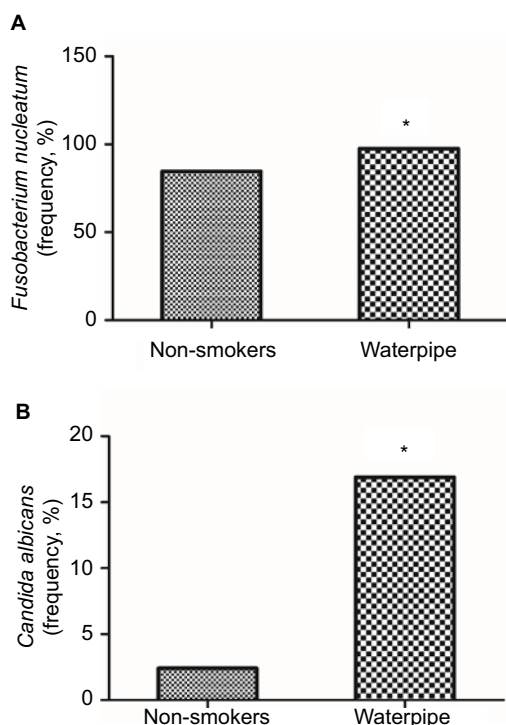 A
Fusobacterium nucleatum
(frequency, %)
150
100
50
0
*
Non-smokers
Waterpipe
B
Candida albicans
(frequency, %)
20
15
10
5
0
*
Non-smokers
Waterpipe